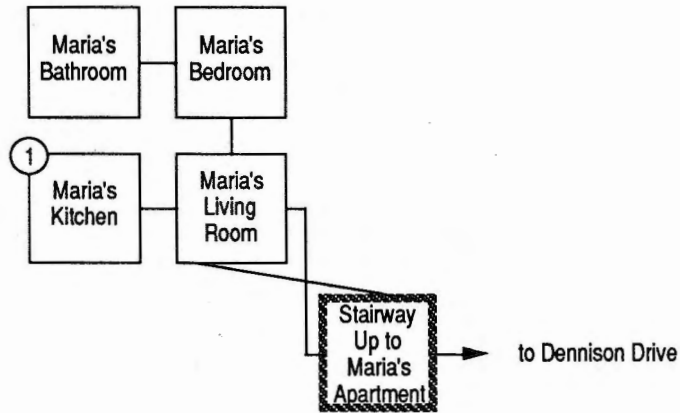 Maria's
Bathroom
Maria's
Bedroom
1
Maria's
Kitchen
Maria's
Living
Room
Stairway
Up to
Maria's
Apartment
to Dennison Drive